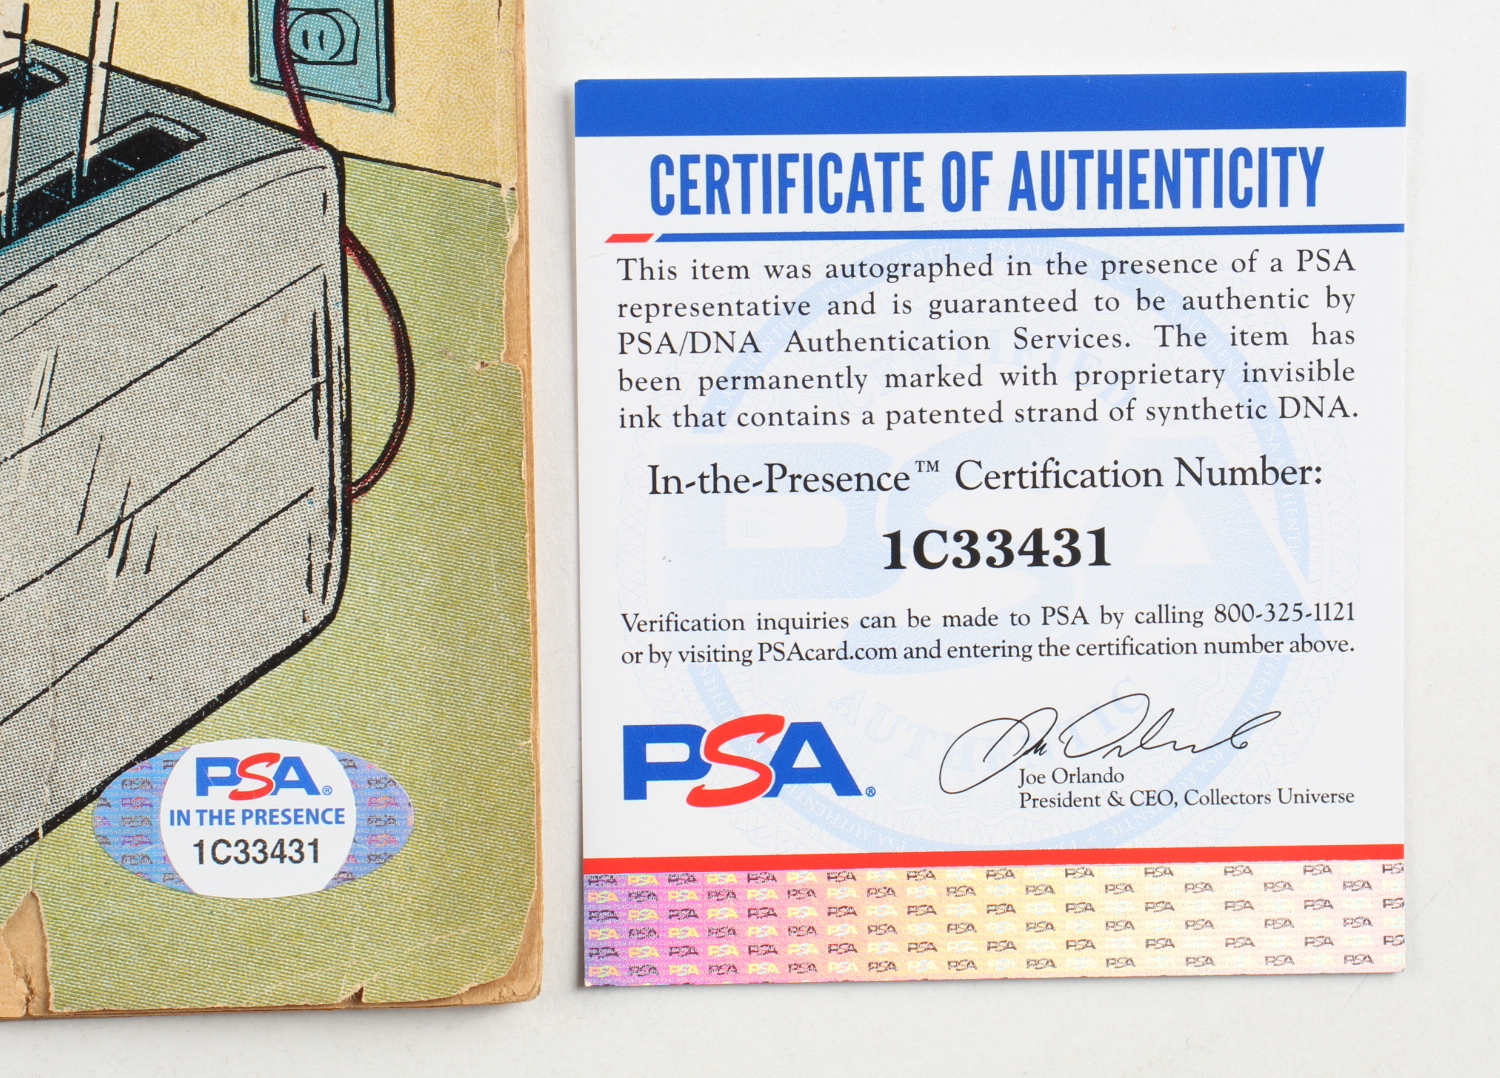 PSA®
IN THE PRESENCE
1C33431
CERTIFICATE OF AUTHENTICITY
This item was autographed in the presence of a PSA
representative and is guaranteed to be authentic by
PSA/DNA Authentication Services. The item has
been permanently marked with proprietary invisible
ink that contains a patented strand of synthetic DNA.
In-the-Presence™ Certification Number:
1C33431
Verification inquiries can be made to PSA by calling 800-325-1121
or by visiting PSAcard.com and entering the certification number above.
PSA®
Joe Orlando
Joe Orlando
President & CEO, Collectors Universe